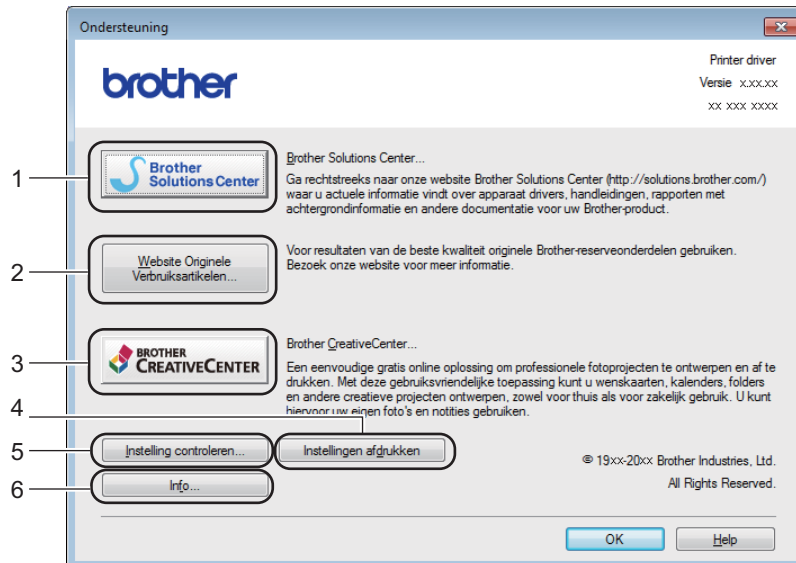 Ondersteuning
brother
Printer driver
Versie x.xx.xx
xx xxx xxxx
1
Brother
Solutions Center
Brother Solutions Center...
Ga rechtstreeks naar onze website Brother Solutions Center (http://solutions.brother.com/)
waar u actuele informatie vindt over apparaat drivers, handleidingen, rapporten met
achtergrondinformatie en andere documentatie voor uw Brother-product.
2
Website Originele
Verbruiksartikelen...
Voor resultaten van de beste kwaliteit originele Brother-reserveonderdelen gebruiken.
Bezoek onze website voor meer informatie.
3
BROTHER
CREATIVECENTER
Brother CreativeCenter...
Een eenvoudige gratis online oplossing om professionele fotoprojecten te ontwerpen en af te
drukken. Met deze gebruiksvriendelijke toepassing kunt u wenskaarten, kalenders, folders
en andere creatieve projecten ontwerpen, zowel voor thuis als voor zakelijk gebruik. U kunt
hiervoor uw eigen foto's en notities gebruiken.
4
5
Instelling controleren...
Instellingen afdrukken
6
Info...
© 19xx-20xx Brother Industries, Ltd.
All Rights Reserved.
OK
Help